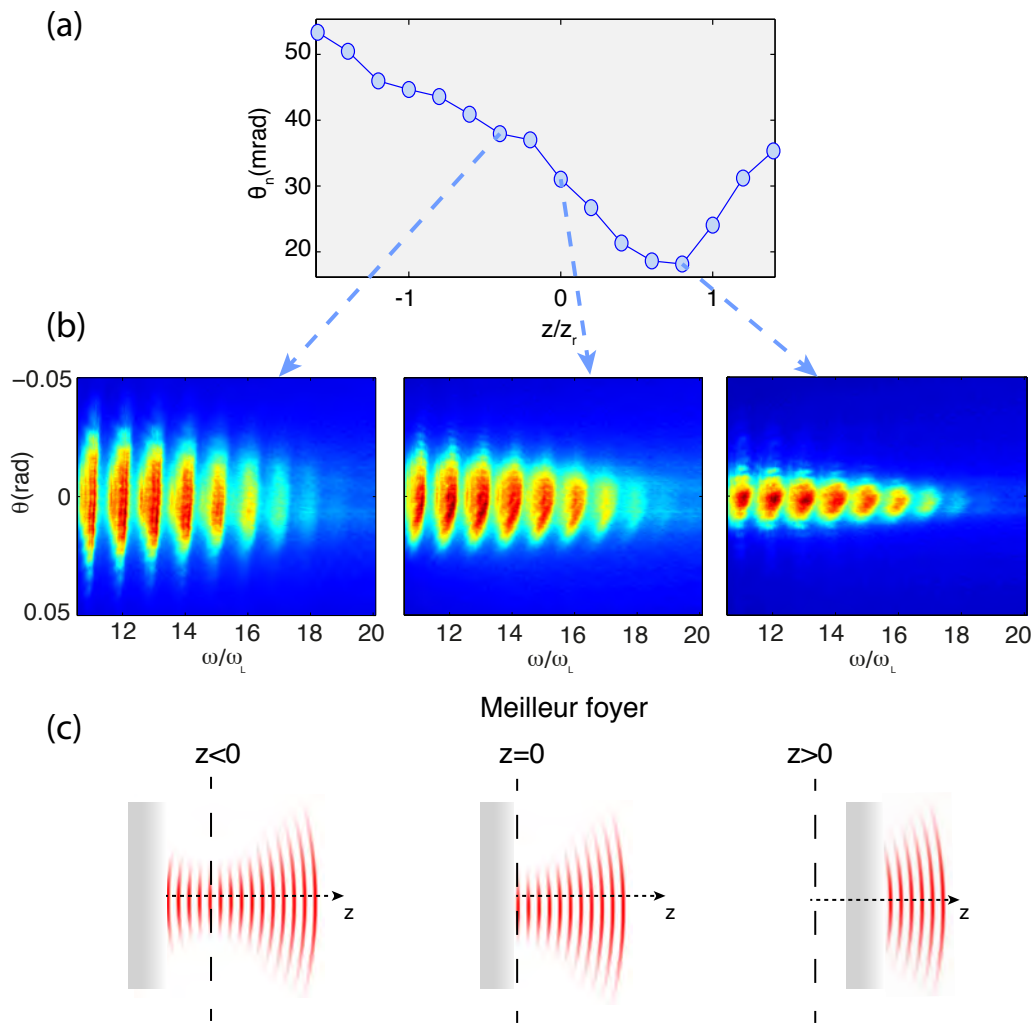 (a)
θn(mrad)
50
40
30
20
-1 0 1
z/zr
(b)
θ(rad)
−0.05
0
0.05
12 14 16 18 20
12 14 16 18 20
12 14 16 18 20
ω/ωL
ω/ωL
ω/ωL
Meilleur foyer
(c)
z<0
z=0
z>0
z
z
z